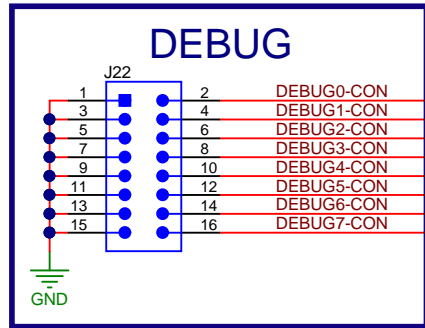 DEBUG
J22
1 2 DEBUG0-CON
3 4 DEBUG1-CON
5 6 DEBUG2-CON
7 8 DEBUG3-CON
9 10 DEBUG4-CON
11 12 DEBUG5-CON
13 14 DEBUG6-CON
15 16 DEBUG7-CON
GND